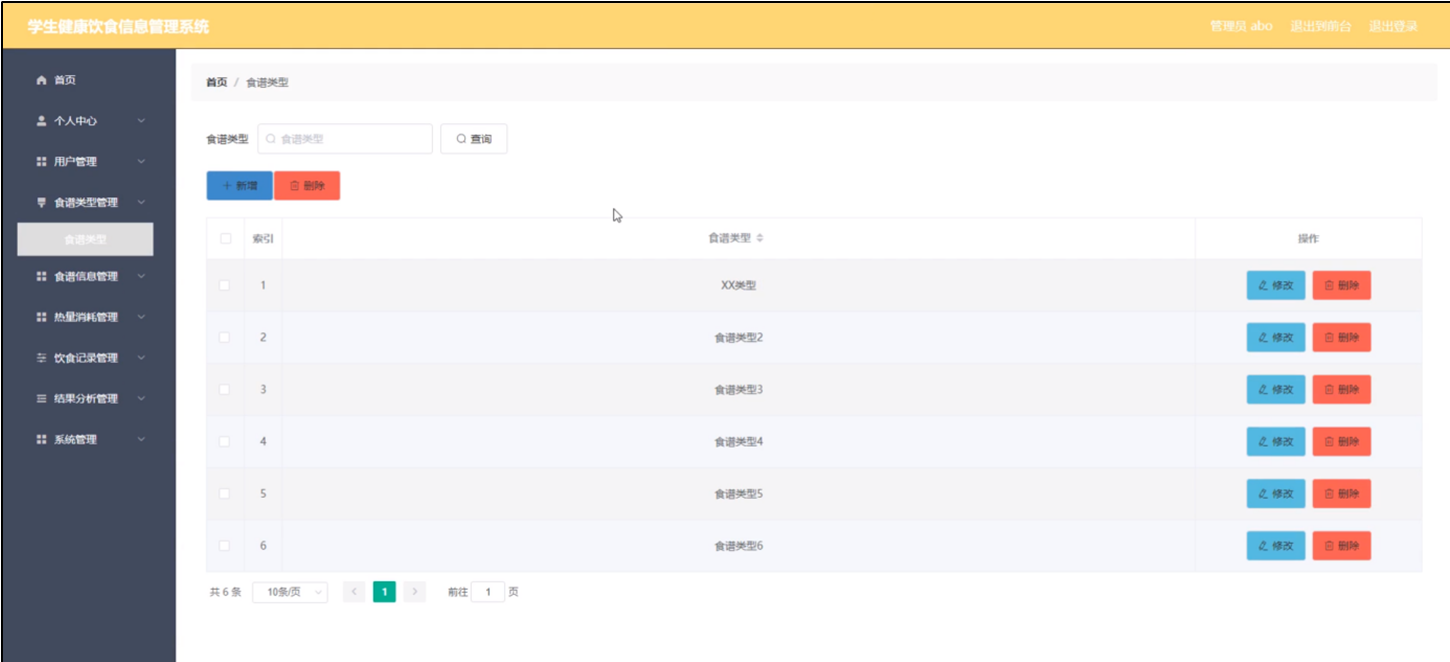 学生健康饮食信息管理系统 管理员 abo 退出到前台 退出登录
首页
个人中心
用户管理
食谱类型管理
食谱类型
食谱信息管理
热量消耗管理
饮食记录管理
结果分析管理
系统管理
首页 / 食谱类型
食谱类型 食谱类型 查询
+ 新增 删除
索引 食谱类型 操作
1 XX类型 修改 删除
2 食谱类型2 修改 删除
3 食谱类型3 修改 删除
4 食谱类型4 修改 删除
5 食谱类型5 修改 删除
6 食谱类型6 修改 删除
共 6 条 10条/页 < 1 > 前往 1 页